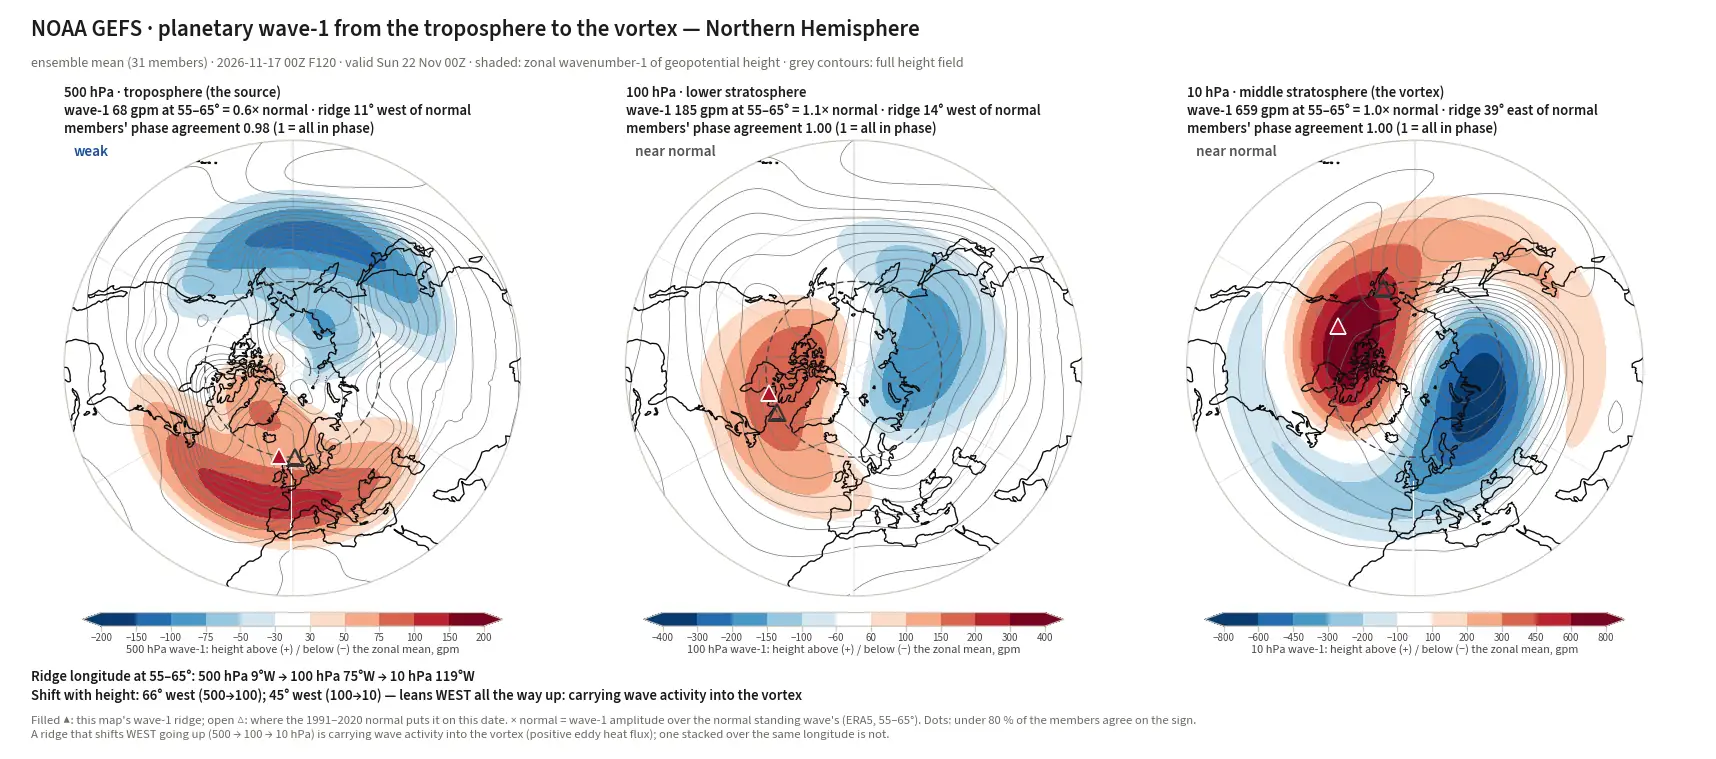 NOAA GEFS · planetary wave-1 from the troposphere to the vortex — Northern Hemisphere
ensemble mean (31 members) · 2026-11-17 00Z F120 · valid Sun 22 Nov 00Z · shaded: zonal wavenumber-1 of geopotential height · grey contours: full height field
500 hPa · troposphere (the source)
wave-1 68 gpm at 55–65° = 0.6× normal · ridge 11° west of normal
members' phase agreement 0.98 (1 = all in phase)
weak
100 hPa · lower stratosphere
wave-1 185 gpm at 55–65° = 1.1× normal · ridge 14° west of normal
members' phase agreement 1.00 (1 = all in phase)
near normal
10 hPa · middle stratosphere (the vortex)
wave-1 659 gpm at 55–65° = 1.0× normal · ridge 39° east of normal
members' phase agreement 1.00 (1 = all in phase)
near normal
−200 −150 −100 −75 −50 −30 30 50 75 100 150 200
500 hPa wave-1: height above (+) / below (−) the zonal mean, gpm
−400 −300 −200 −150 −100 −60 60 100 150 200 300 400
100 hPa wave-1: height above (+) / below (−) the zonal mean, gpm
−800 −600 −450 −300 −200 −100 100 200 300 450 600 800
10 hPa wave-1: height above (+) / below (−) the zonal mean, gpm
Ridge longitude at 55–65°: 500 hPa 9°W → 100 hPa 75°W → 10 hPa 119°W
Shift with height: 66° west (500→100); 45° west (100→10) — leans WEST all the way up: carrying wave activity into the vortex
Filled ▲: this map's wave-1 ridge; open △: where the 1991–2020 normal puts it on this date. × normal = wave-1 amplitude over the normal standing wave's (ERA5, 55–65°). Dots: under 80 % of the members agree on the sign.
A ridge that shifts WEST going up (500 → 100 → 10 hPa) is carrying wave activity into the vortex (positive eddy heat flux); one stacked over the same longitude is not.